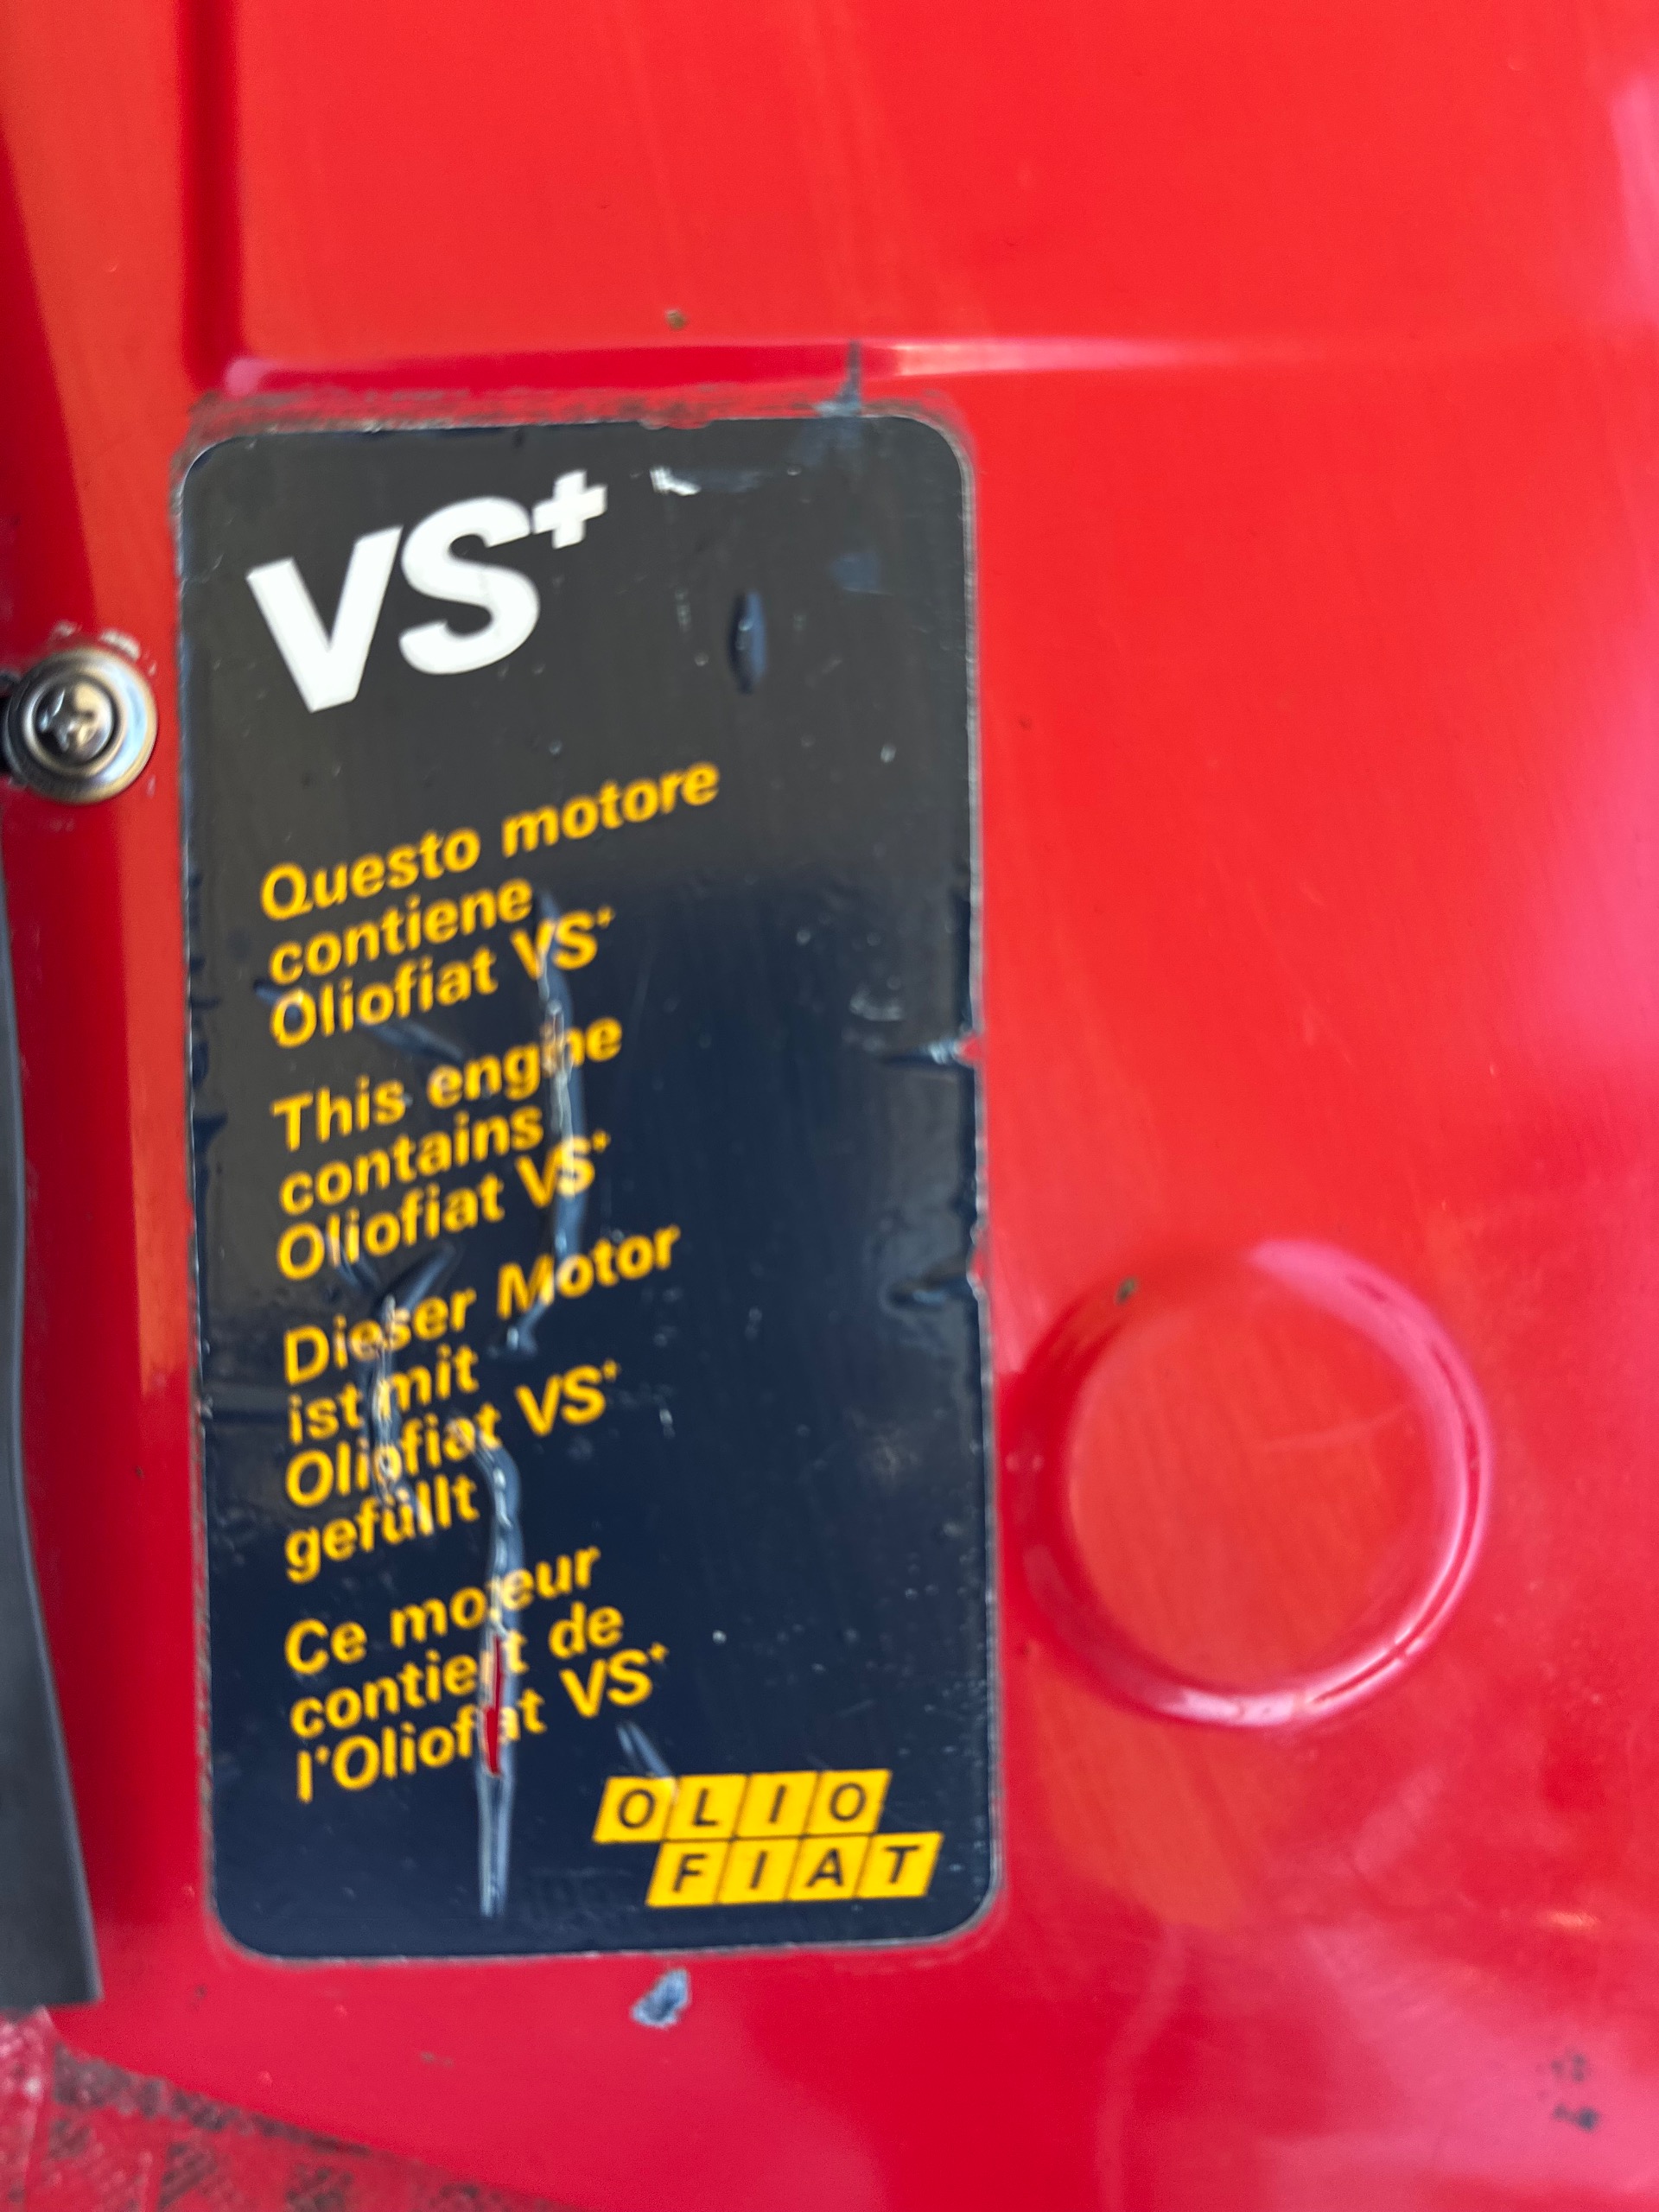 VS+
Questo motore
contiene
Oliofiat VS+
This engine
contains
Oliofiat VS+
Dieser Motor
ist mit
Oliofiat VS+
gefüllt
Ce moteur
contient de
l'Oliofiat VS+
OLIO
FIAT